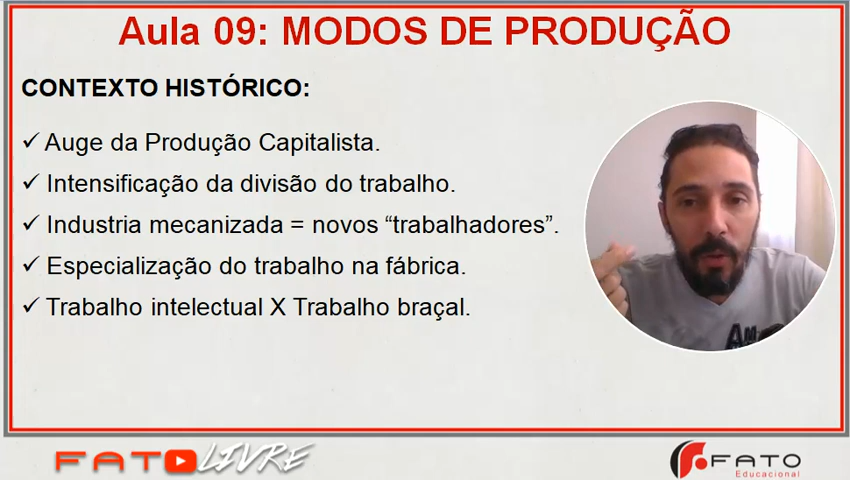 Aula 09: MODOS DE PRODUÇÃO
CONTEXTO HISTÓRICO:
✓ Auge da Produção Capitalista.
✓ Intensificação da divisão do trabalho.
✓ Industria mecanizada = novos “trabalhadores”.
✓ Especialização do trabalho na fábrica.
✓ Trabalho intelectual X Trabalho braçal.
FATO LIVRE
FATO
Educacional